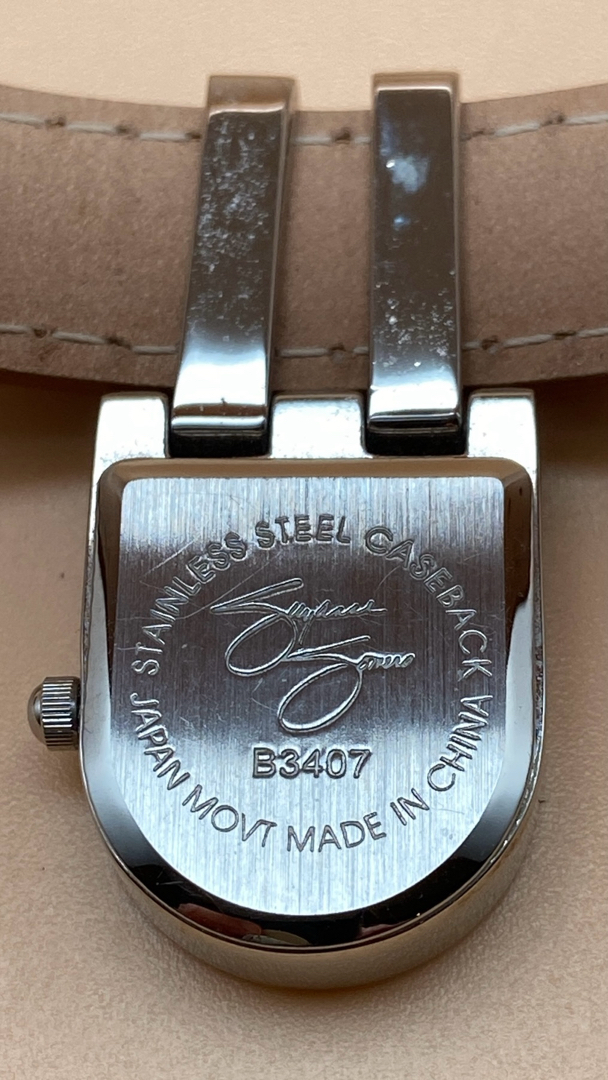 STAINLESS STEEL CASEBACK
B3407
JAPAN MOVT MADE IN CHINA